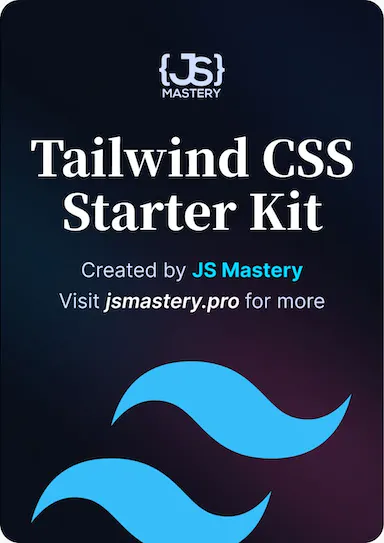 {JS}
MASTERY
Tailwind CSS
Starter Kit
Created by JS Mastery
Visit jsmastery.pro for more